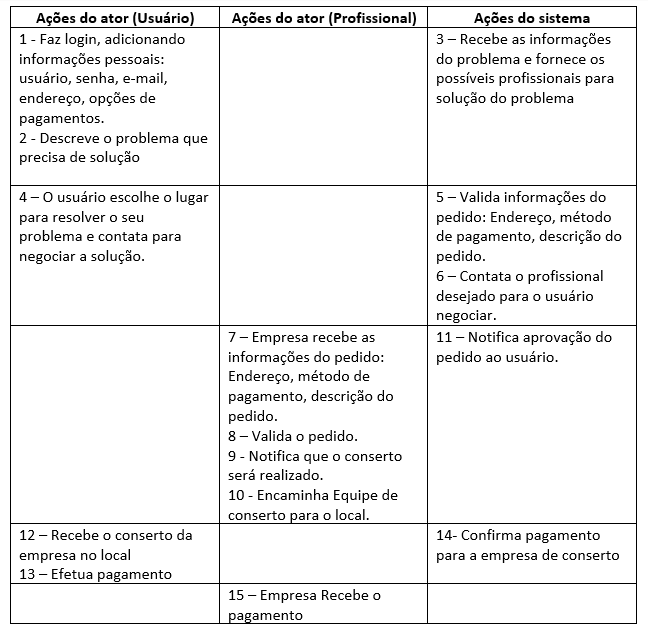 Ações do ator (Usuário)
Ações do ator (Profissional)
Ações do sistema
1 - Faz login, adicionando
informações pessoais:
usuário, senha, e-mail,
endereço, opções de
pagamentos.
2 - Descreve o problema que
precisa de solução
3 – Recebe as informações
do problema e fornece os
possíveis profissionais para
solução do problema
4 – O usuário escolhe o lugar
para resolver o seu
problema e contata para
negociar a solução.
5 – Valida informações do
pedido: Endereço, método
de pagamento, descrição do
pedido.
6 – Contata o profissional
desejado para o usuário
negociar.
7 – Empresa recebe as
informações do pedido:
Endereço, método de
pagamento, descrição do
pedido.
8 – Valida o pedido.
9 - Notifica que o conserto
será realizado.
10 - Encaminha Equipe de
conserto para o local.
11 – Notifica aprovação do
pedido ao usuário.
12 – Recebe o conserto da
empresa no local
13 – Efetua pagamento
14- Confirma pagamento
para a empresa de conserto
15 – Empresa Recebe o
pagamento